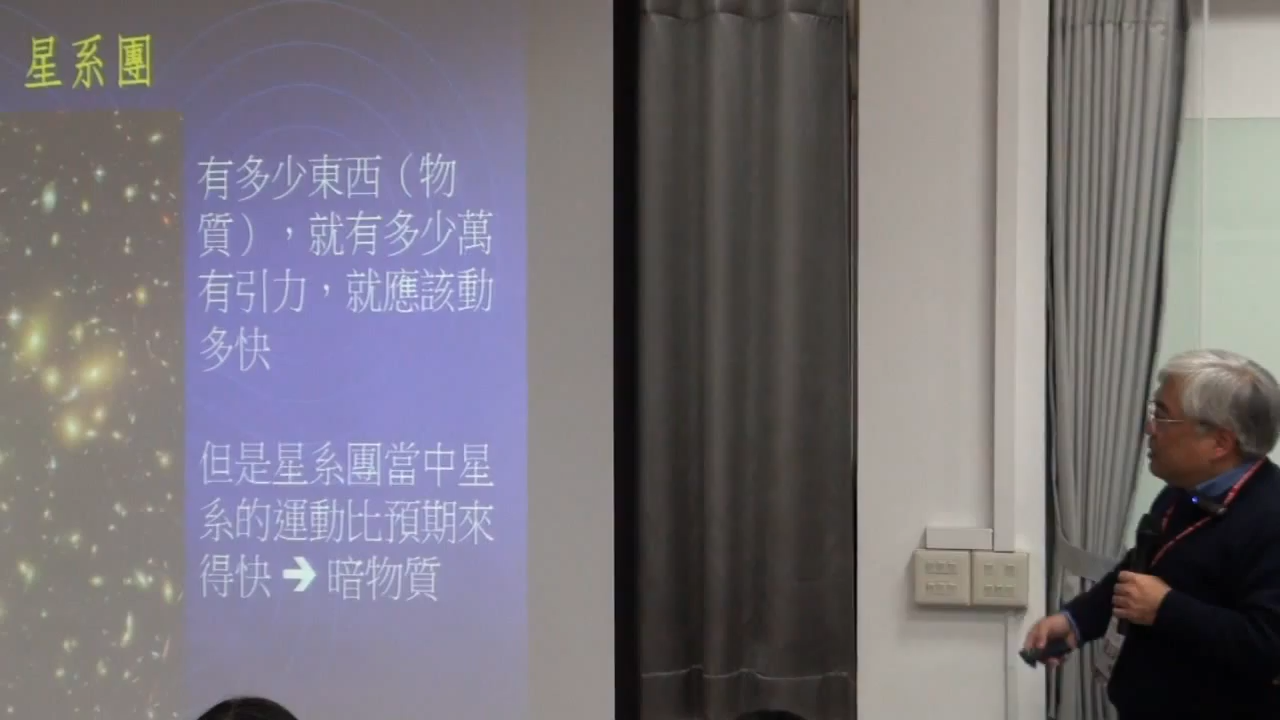 星系團
有多少東西（物
質），就有多少萬
有引力，就應該動
多快
但是星系團當中星
系的運動比預期來
得快➔暗物質